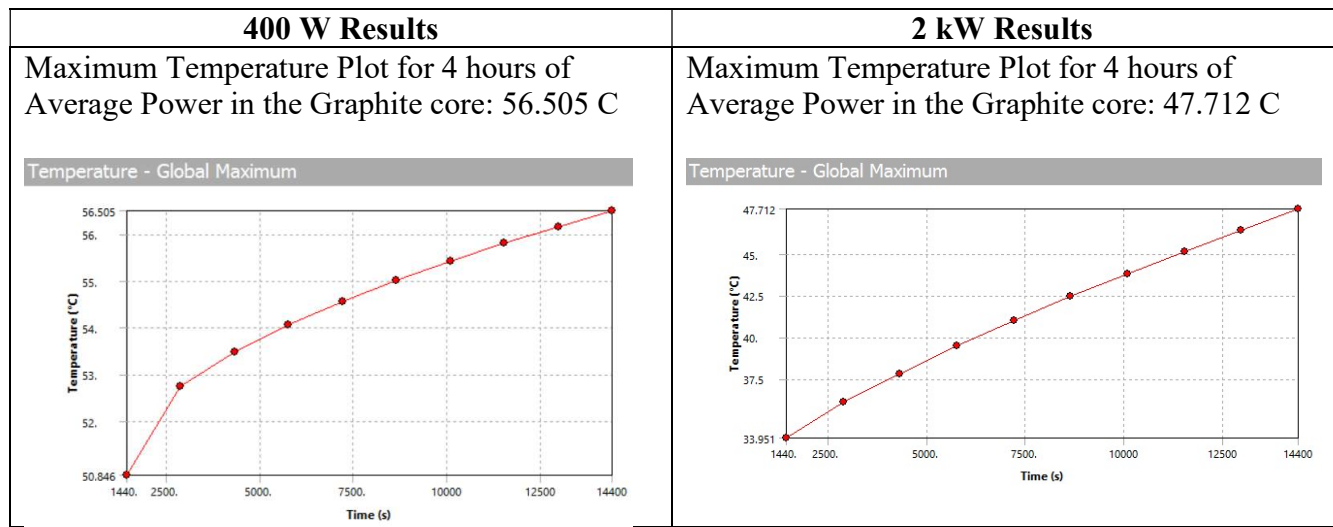 400 W Results
2 kW Results
Maximum Temperature Plot for 4 hours of
Average Power in the Graphite core: 56.505 C
Temperature - Global Maximum
56.505
56.
55.
54.
53.
52.
50.846
Temperature (°C)
1440. 2500. 5000. 7500. 10000 12500 14400
Time (s)
Maximum Temperature Plot for 4 hours of
Average Power in the Graphite core: 47.712 C
Temperature - Global Maximum
47.712
45.
42.5
40.
37.5
33.951
Temperature (°C)
1440. 2500. 5000. 7500. 10000 12500 14400
Time (s)